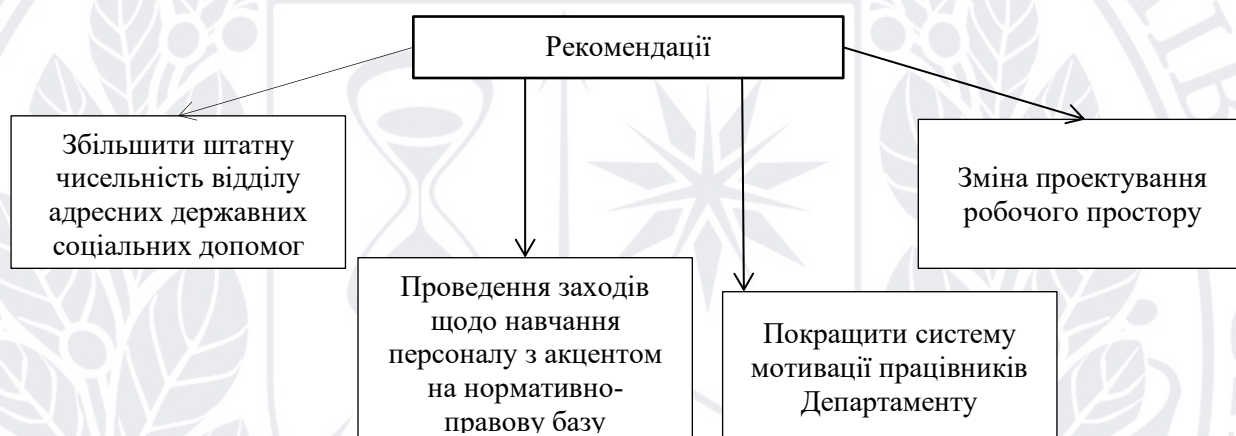 Рекомендації
Збільшити штатну
чисельність відділу
адресних державних
соціальних допомог
Проведення заходів
щодо навчання
персоналу з акцентом
на нормативно-
правову базу
Покращити систему
мотивації працівників
Департаменту
Зміна проектування
робочого простору